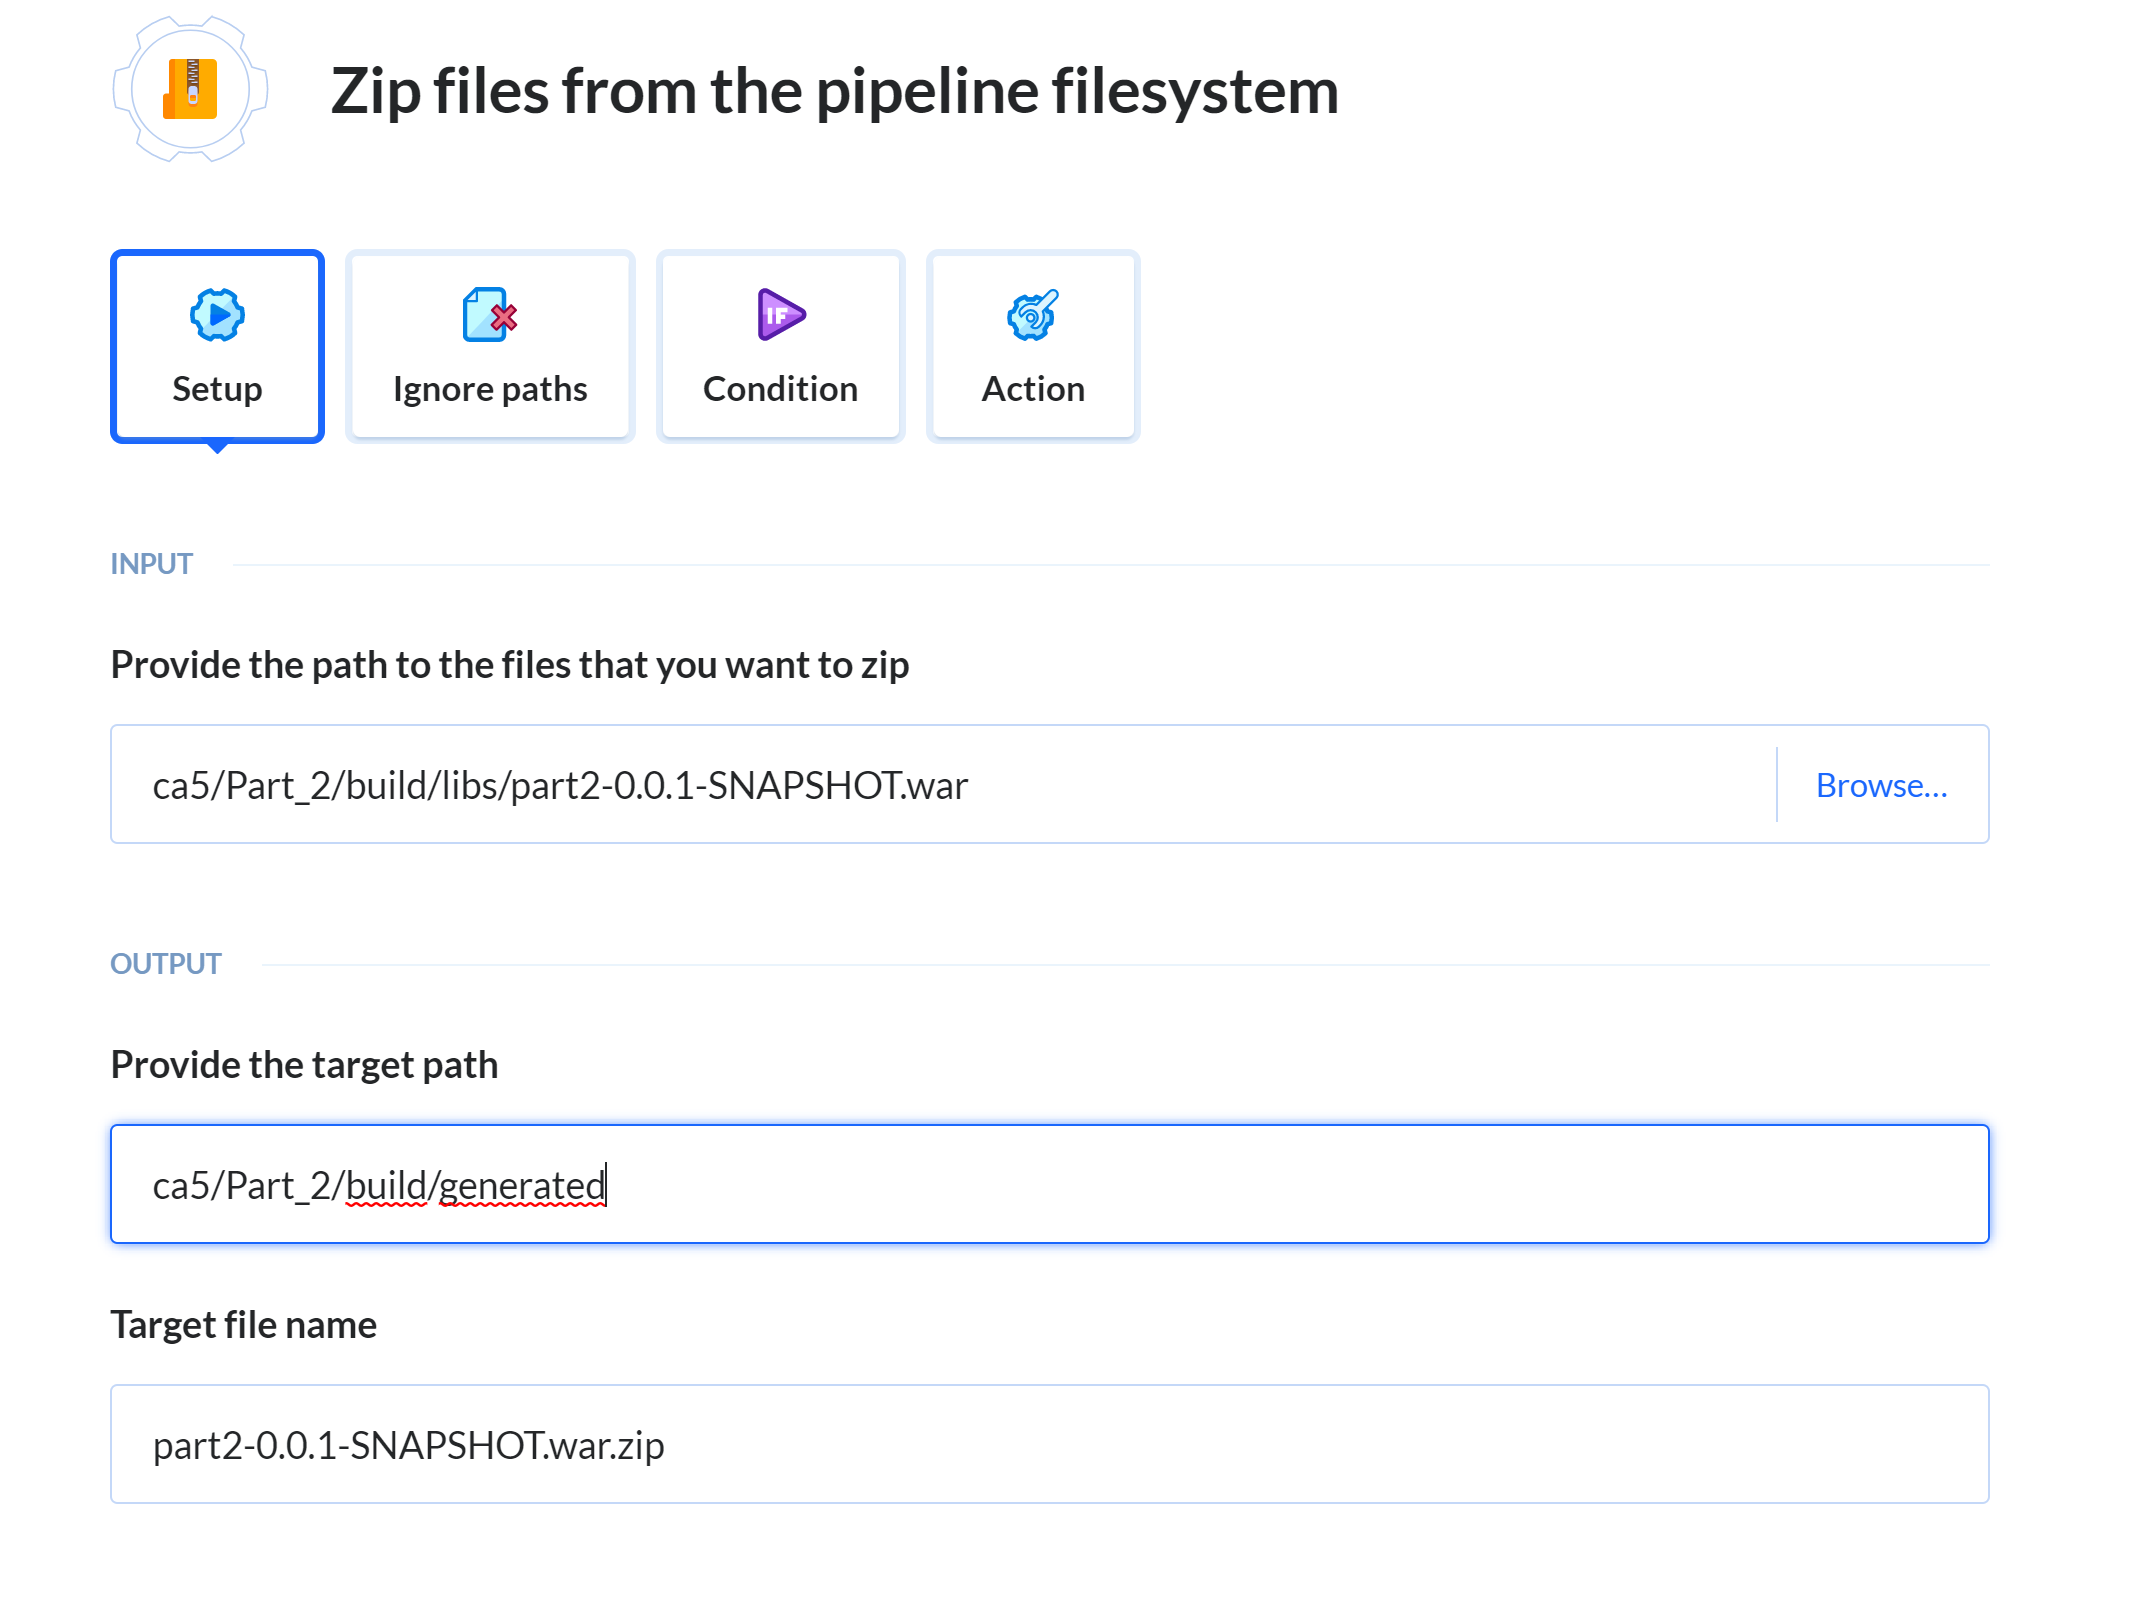 Zip files from the pipeline filesystem
Setup
Ignore paths
IF
Condition
Action
INPUT
Provide the path to the files that you want to zip
ca5/Part_2/build/libs/part2-0.0.1-SNAPSHOT.war
Browse...
OUTPUT
Provide the target path
ca5/Part_2/build/generated
Target file name
part2-0.0.1-SNAPSHOT.war.zip